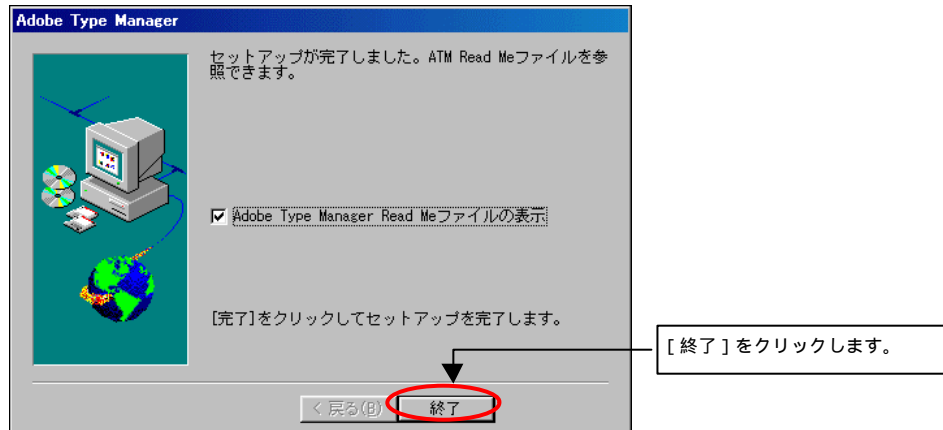 Adobe Type Manager
セットアップが完了しました。ATM Read Meファイルを参
照できます。
Adobe Type Manager Read Meファイルの表示
[完了]をクリックしてセットアップを完了します。
[ 終了 ] をクリックします。
< 戻る(B)
終了